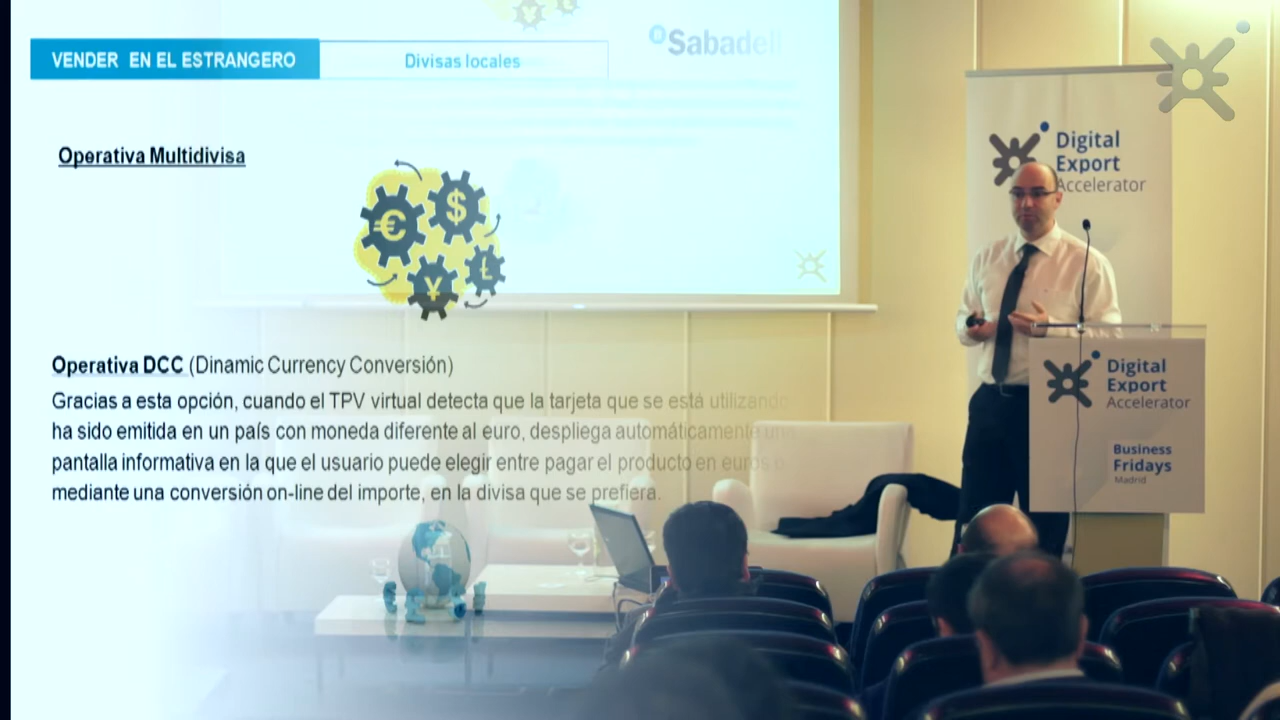 VENDER EN EL ESTRANGERO
Divisas locales
Sabadell
Operativa Multidivisa
€
$
¥
£
Operativa DCC (Dinamic Currency Conversión)
Gracias a esta opción, cuando el TPV virtual detecta que la tarjeta que se está utilizando
ha sido emitida en un país con moneda diferente al euro, despliega automáticamente una
pantalla informativa en la que el usuario puede elegir entre pagar el producto en euros o
mediante una conversión on-line del importe, en la divisa que se prefiera.
Digital
Export
Accelerator
Digital
Export
Accelerator
Business
Fridays
Madrid